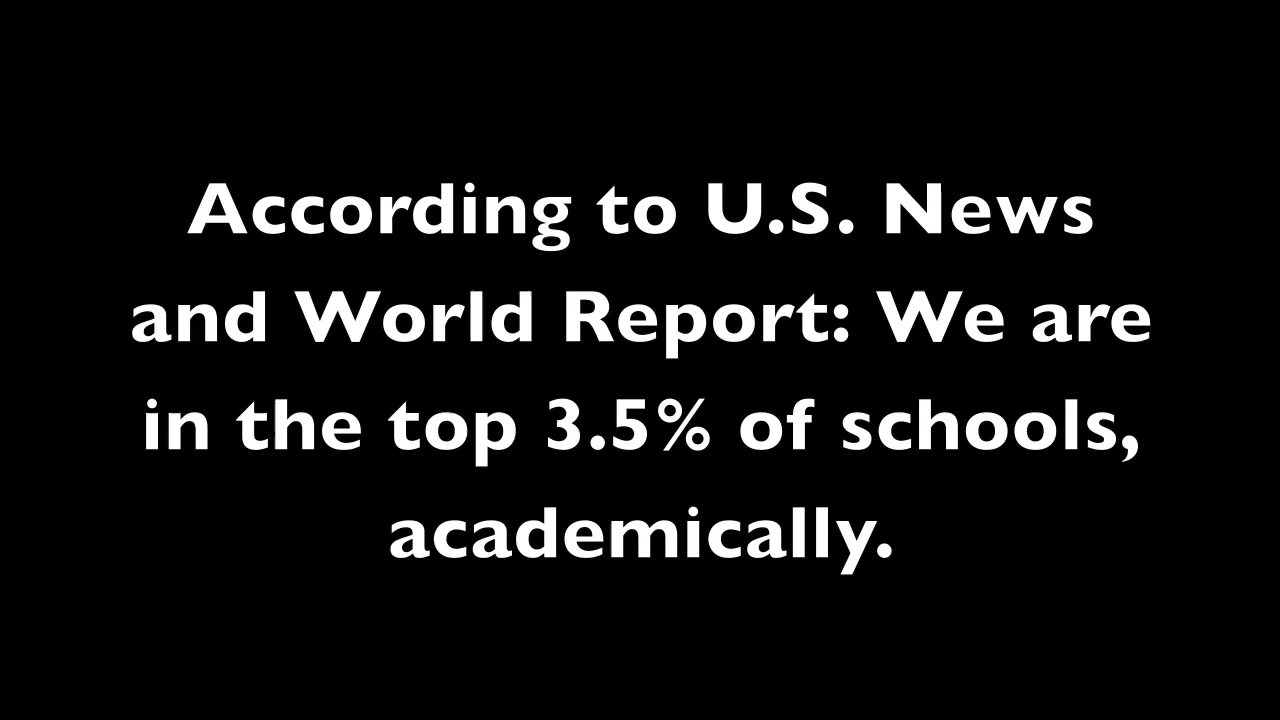 According to U.S. News
and World Report: We are
in the top 3.5% of schools,
academically.